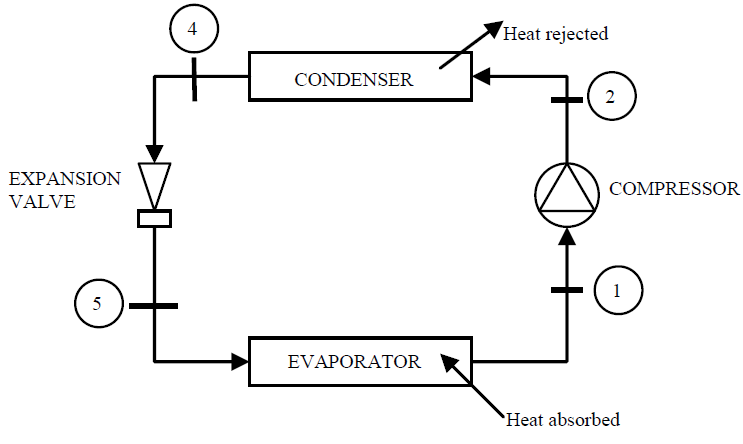 4
Heat rejected
CONDENSER
2
EXPANSION
VALVE
COMPRESSOR
5
1
EVAPORATOR
Heat absorbed